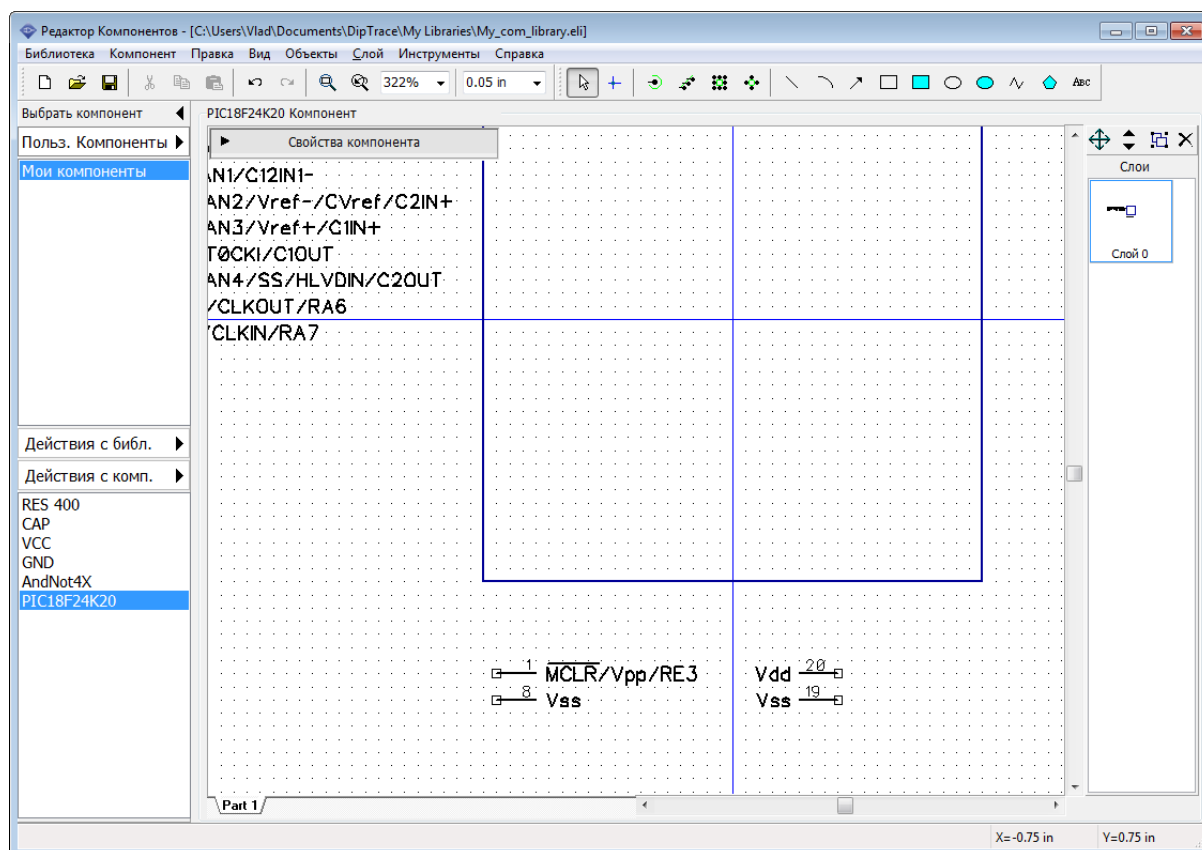 Редактор Компонентов - [C:\Users\Vlad\Documents\DipTrace\My Libraries\My_com_library.eli]
Библиотека Компонент Правка Вид Объекты Слой Инструменты Справка
322% 0.05 in ABC
Выбрать компонент
PIC18F24K20 Компонент
Польз. Компоненты
Свойства компонента
Слои
Мои компоненты
AN1/C12IN1-
AN2/Vref-/CVref/C2IN+
AN3/Vref+/C1IN+
T0CKI/C1OUT
Слой 0
AN4/SS/HLVDIN/C2OUT
/CLKOUT/RA6
/CLKIN/RA7
Действия с библ.
Действия с комп.
RES 400
CAP
VCC
GND
AndNot4X
PIC18F24K20
1 MCLR/Vpp/RE3 Vdd 20
8 Vss Vss 19
Part 1
X=-0.75 in Y=0.75 in